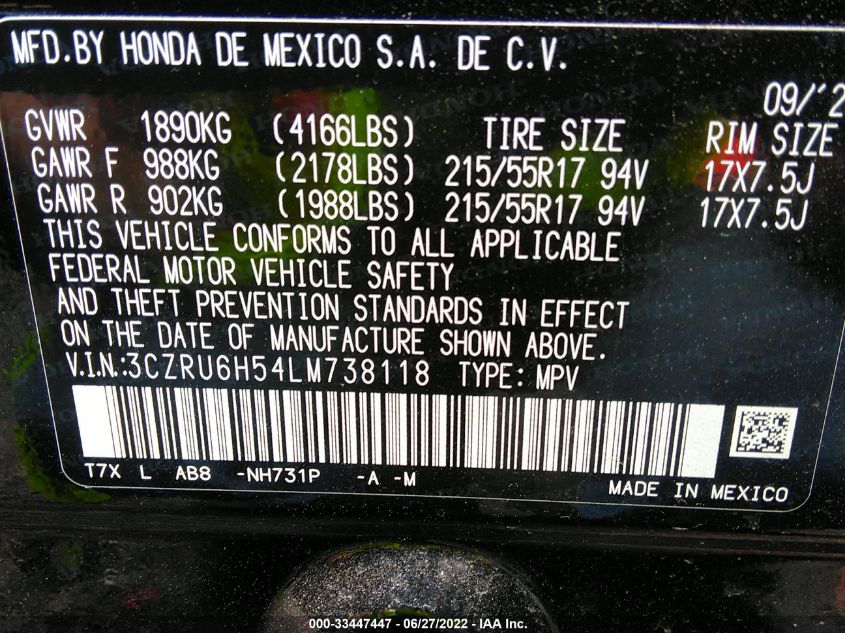 MFD.BY HONDA DE MEXICO S.A. DE C.V.
09/'2
GVWR 1890KG (4166LBS) TIRE SIZE RIM SIZE
GAWR F 988KG (2178LBS) 215/55R17 94V 17X7.5J
GAWR R 902KG (1988LBS) 215/55R17 94V 17X7.5J
THIS VEHICLE CONFORMS TO ALL APPLICABLE
FEDERAL MOTOR VEHICLE SAFETY
AND THEFT PREVENTION STANDARDS IN EFFECT
ON THE DATE OF MANUFACTURE SHOWN ABOVE.
V.I.N.:3CZRU6H54LM738118 TYPE: MPV
T7X L AB8 -NH731P -A -M
MADE IN MEXICO
000-33447447 - 06/27/2022 - IAA Inc.